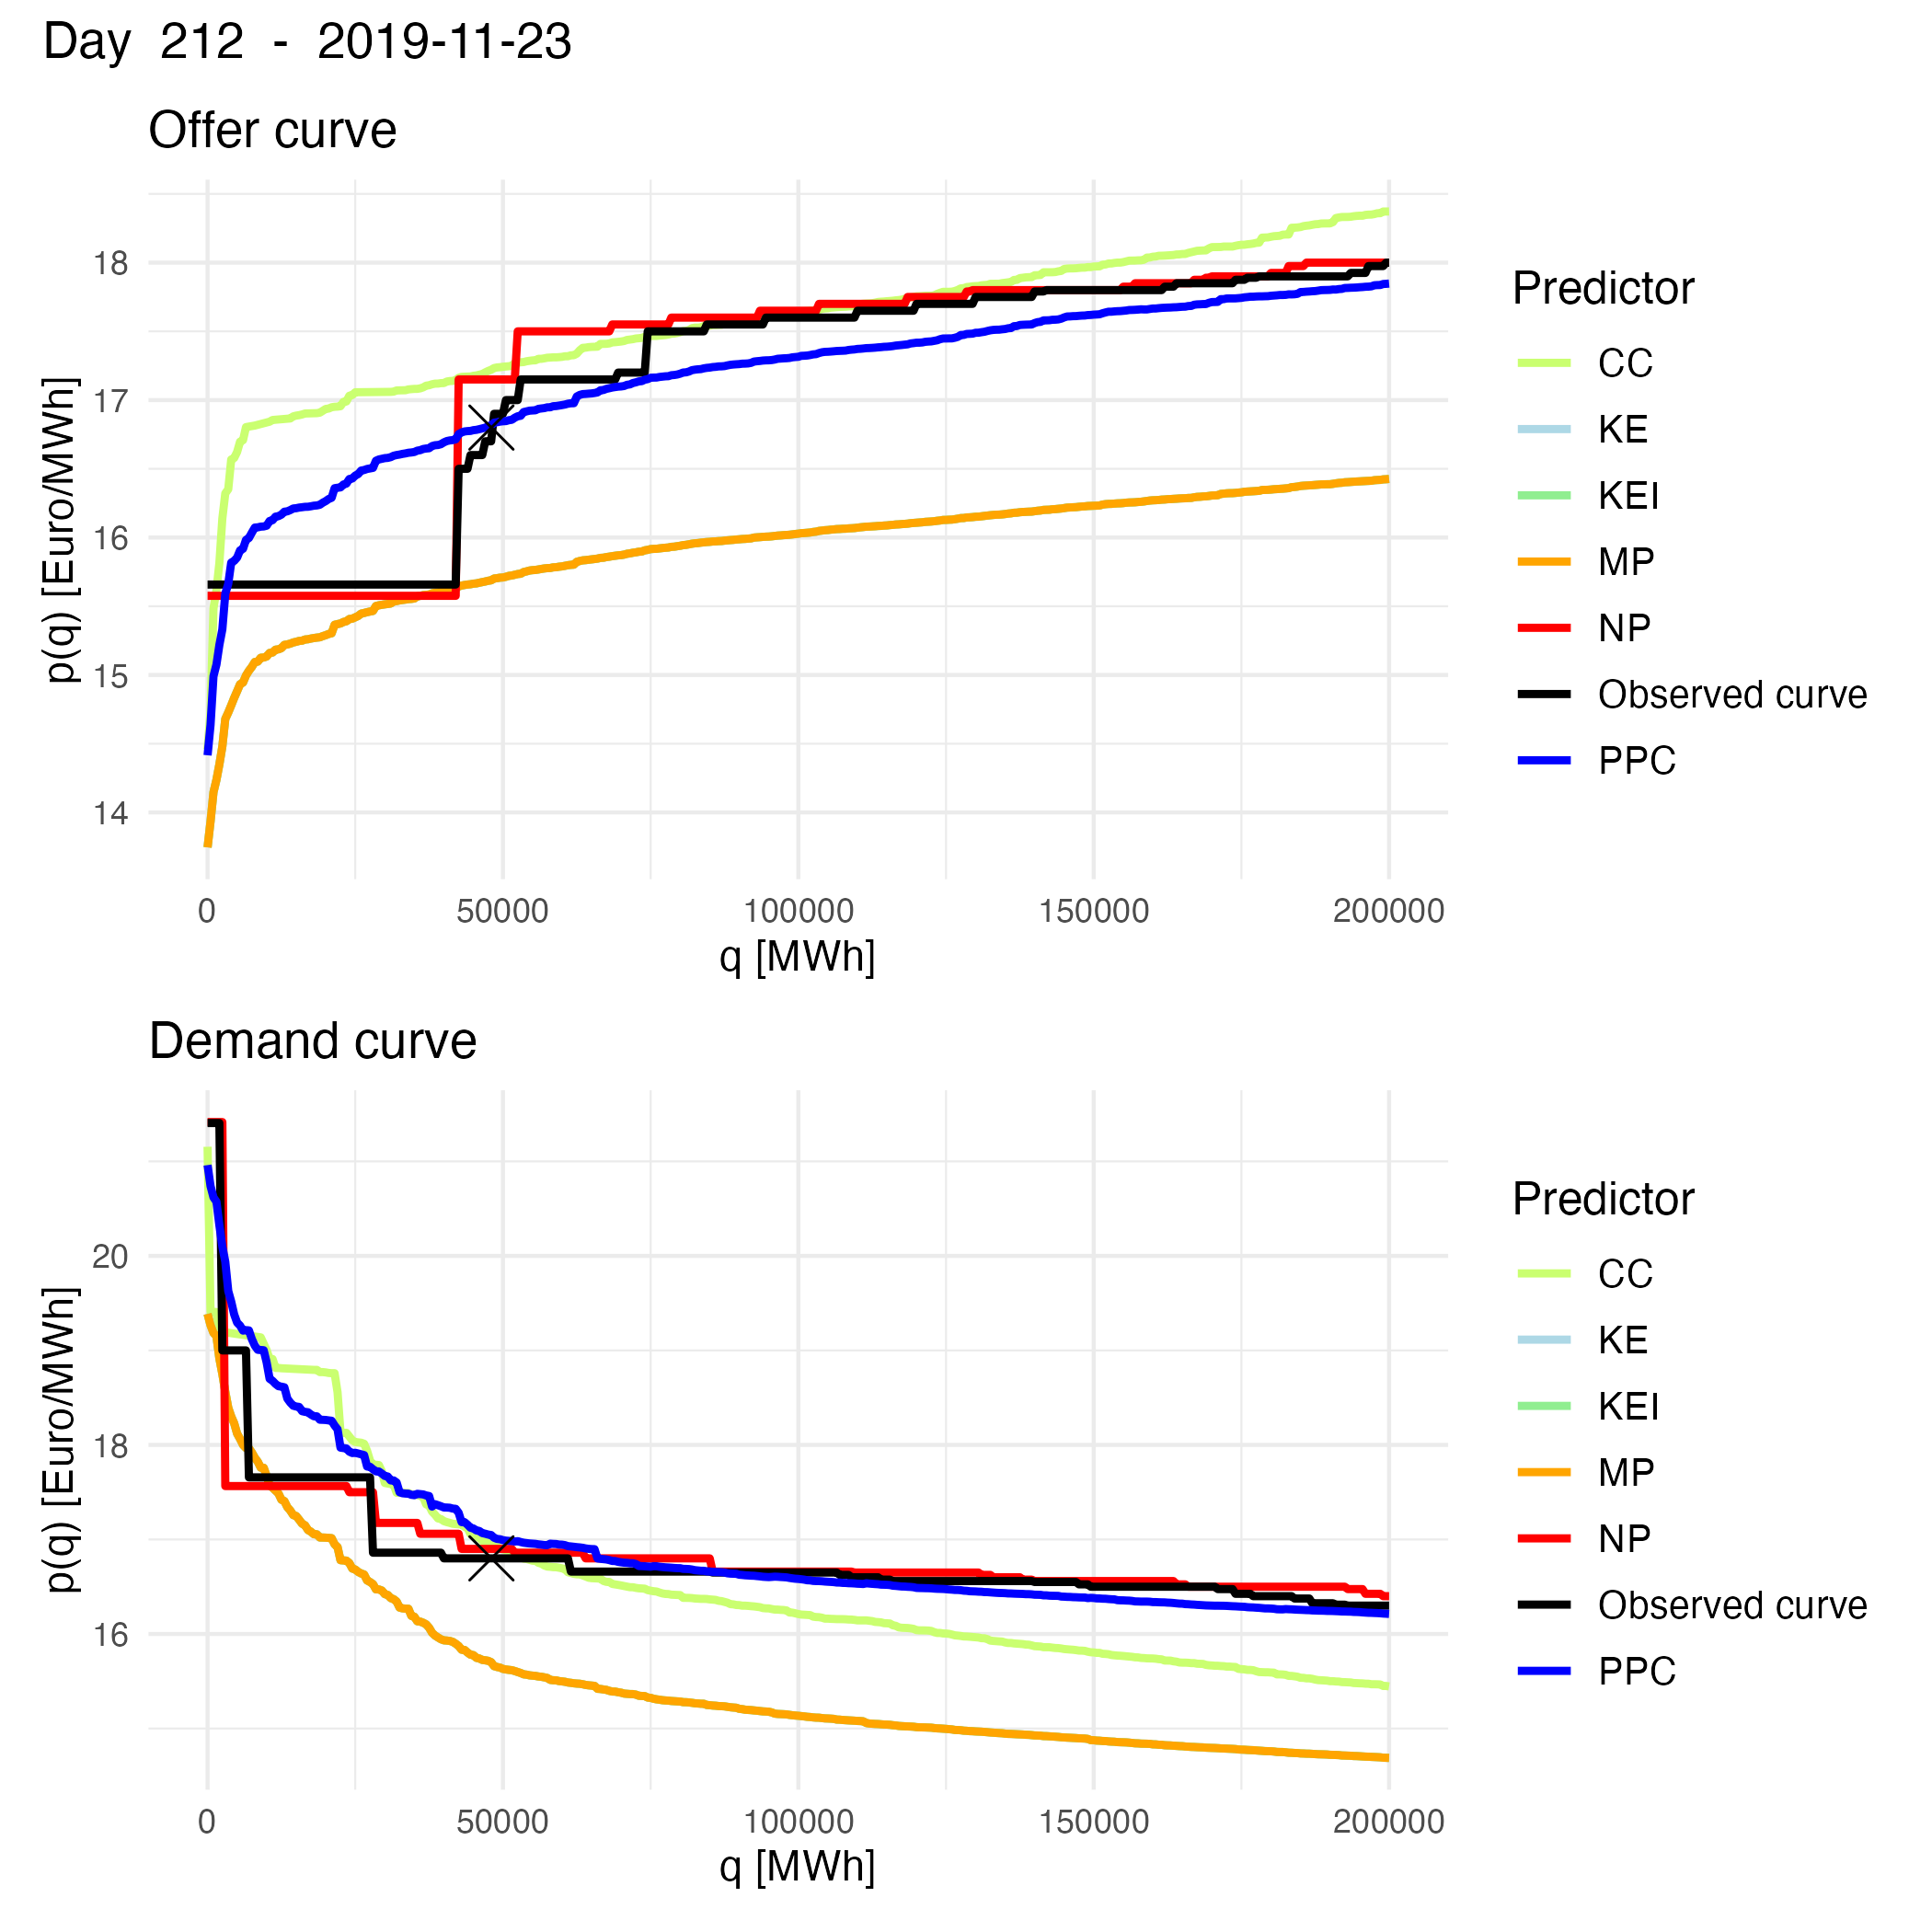 Day 212 - 2019-11-23
Offer curve
p(q) [Euro/MWh]
18
17
16
15
14
0 50000 100000 150000 200000
q [MWh]
Predictor
CC
KE
KEI
MP
NP
Observed curve
PPC
Demand curve
p(q) [Euro/MWh]
20
18
16
0 50000 100000 150000 200000
q [MWh]
Predictor
CC
KE
KEI
MP
NP
Observed curve
PPC